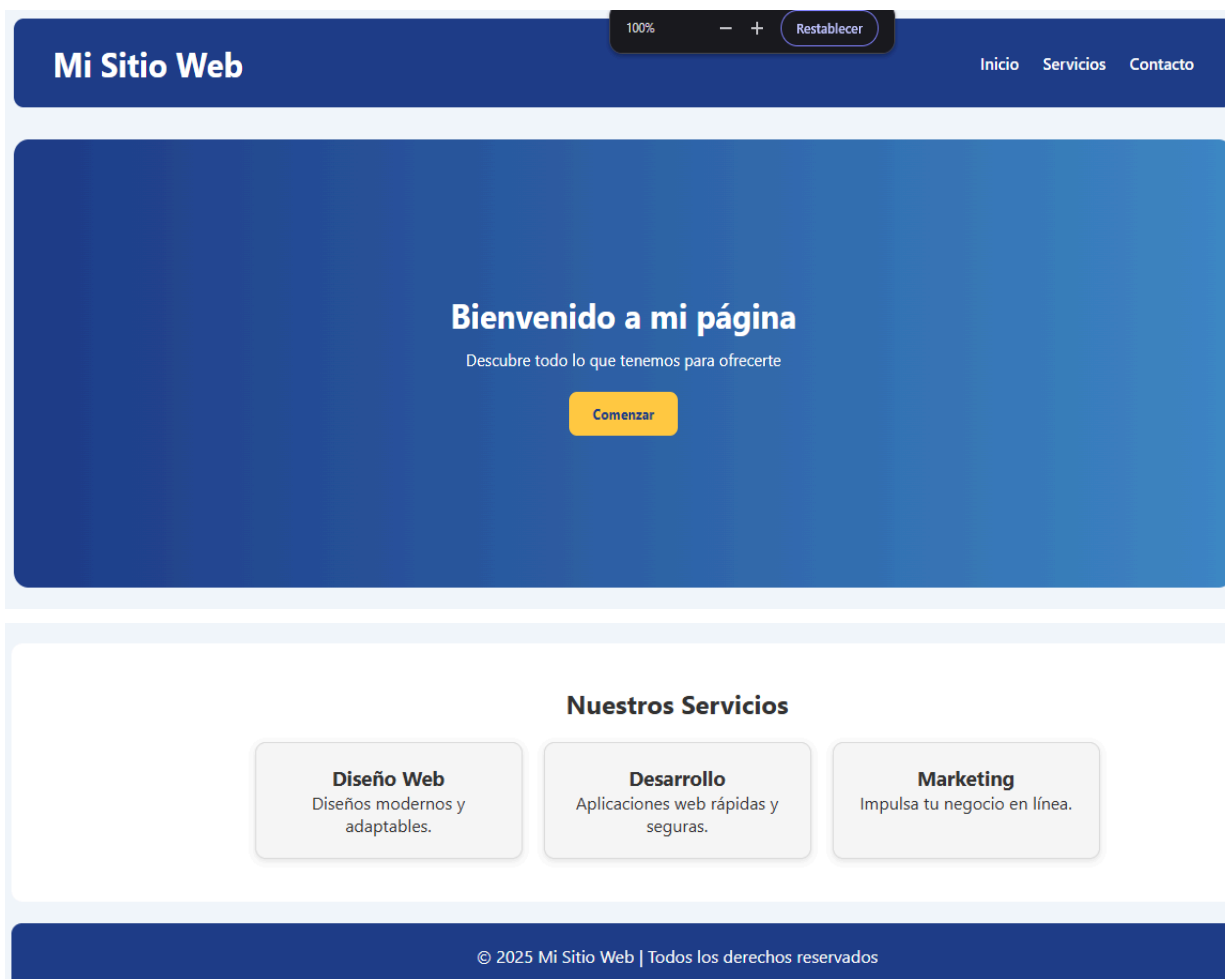 100% − + Restablecer
Mi Sitio Web
Inicio Servicios Contacto
Bienvenido a mi página
Descubre todo lo que tenemos para ofrecerte
Comenzar
Nuestros Servicios
Diseño Web
Diseños modernos y
adaptables.
Desarrollo
Aplicaciones web rápidas y
seguras.
Marketing
Impulsa tu negocio en línea.
© 2025 Mi Sitio Web | Todos los derechos reservados